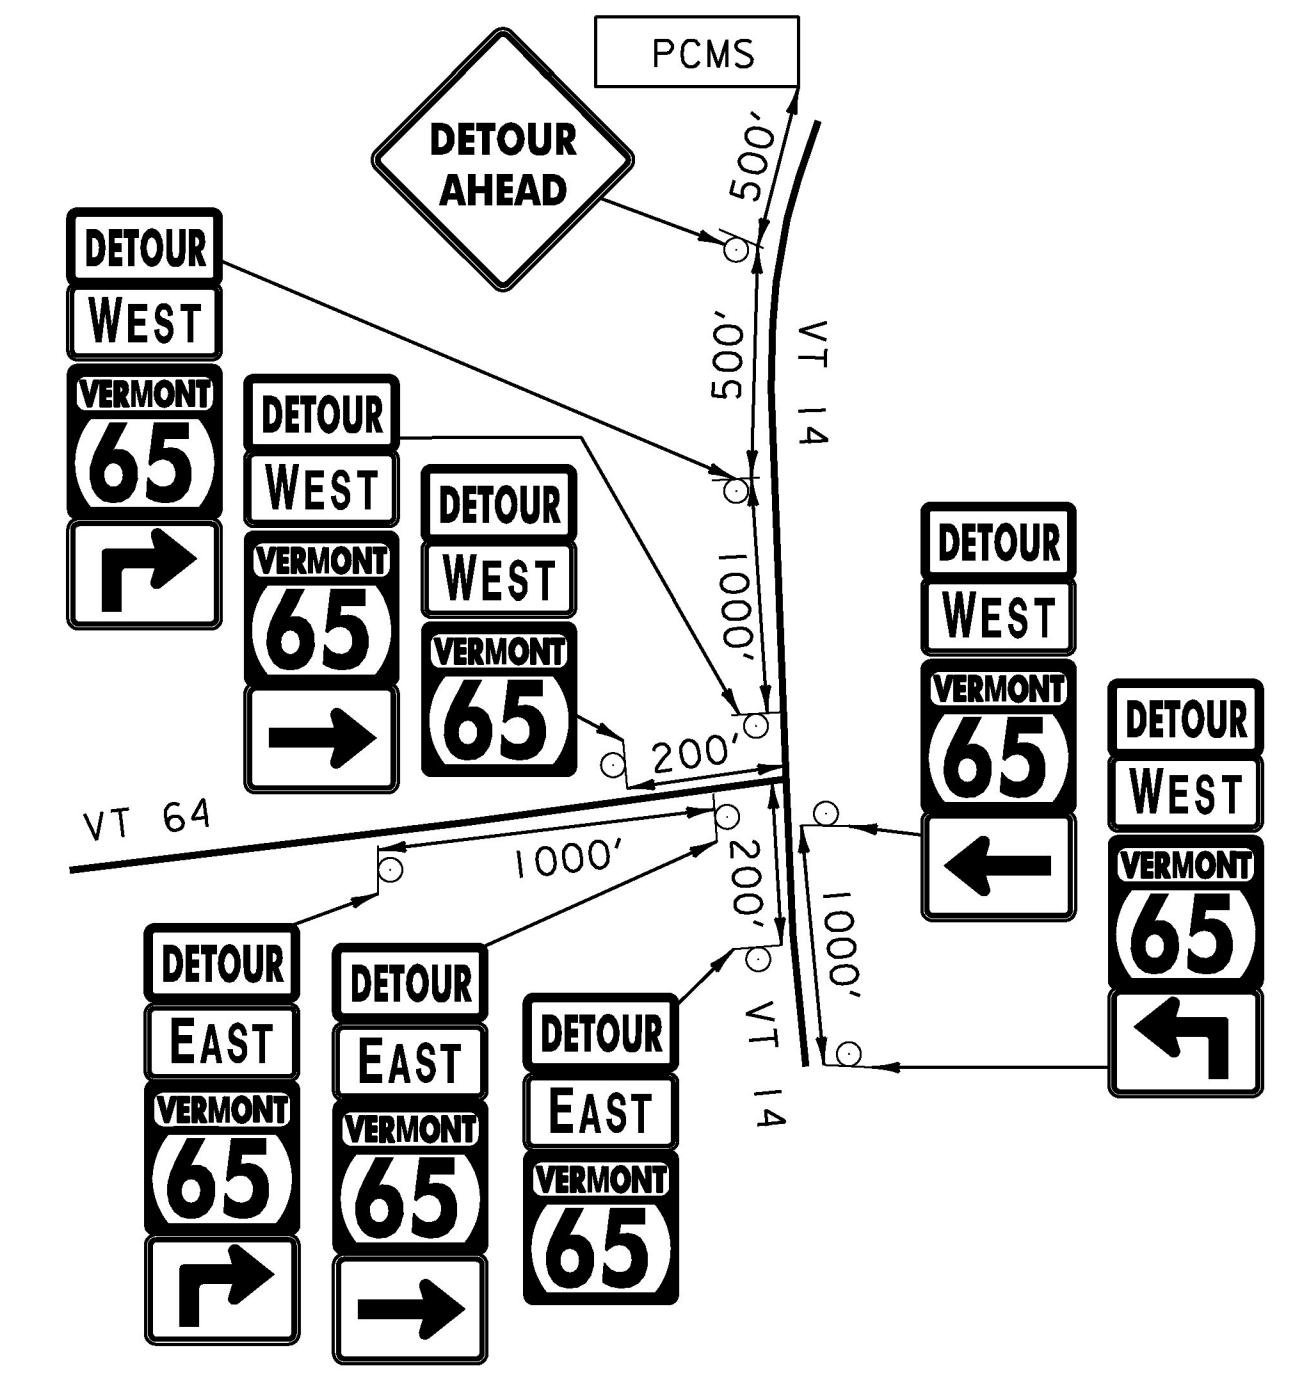 PCMS
DETOUR
AHEAD
500'
500'
VT 14
DETOUR
WEST
VERMONT
65
DETOUR
WEST
VERMONT
65
DETOUR
WEST
VERMONT
65
1000'
200'
DETOUR
WEST
VERMONT
65
DETOUR
WEST
VERMONT
65
VT 64
1000'
200'
1000'
VT 14
DETOUR
EAST
VERMONT
65
DETOUR
EAST
VERMONT
65
DETOUR
EAST
VERMONT
65